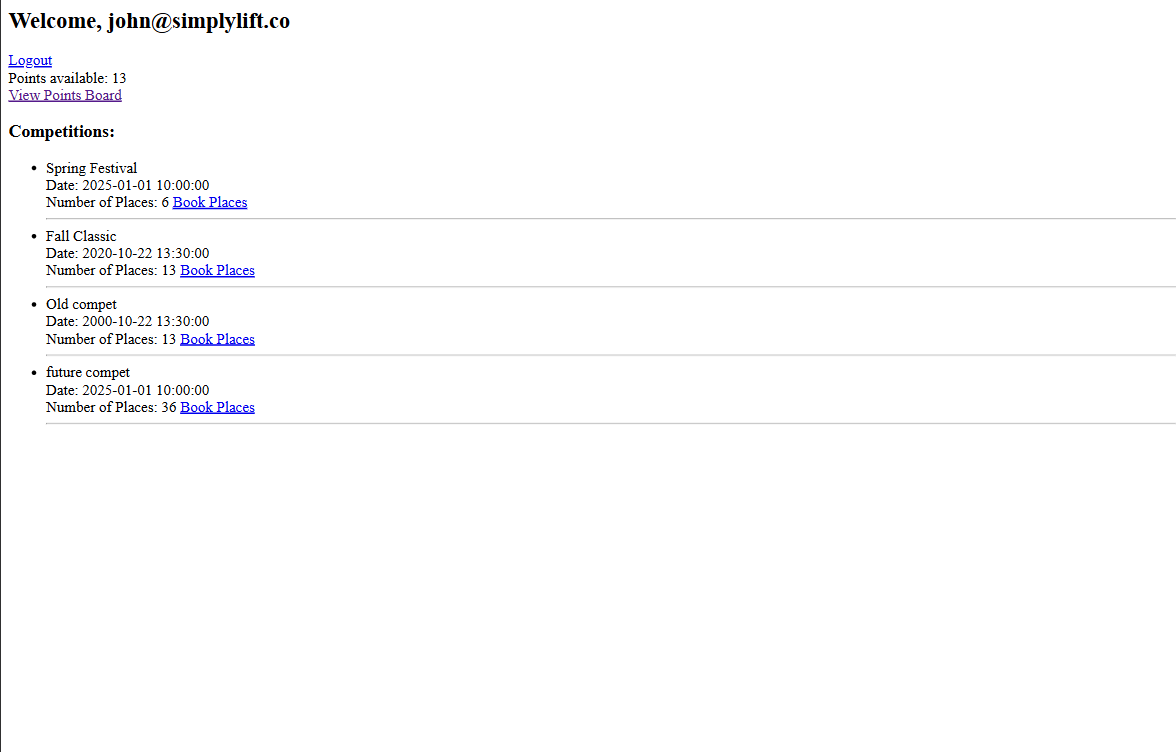 Welcome, john@simplylift.co
Logout
Points available: 13
View Points Board
Competitions:
Spring Festival
Date: 2025-01-01 10:00:00
Number of Places: 6 Book Places
Fall Classic
Date: 2020-10-22 13:30:00
Number of Places: 13 Book Places
Old compet
Date: 2000-10-22 13:30:00
Number of Places: 13 Book Places
future compet
Date: 2025-01-01 10:00:00
Number of Places: 36 Book Places